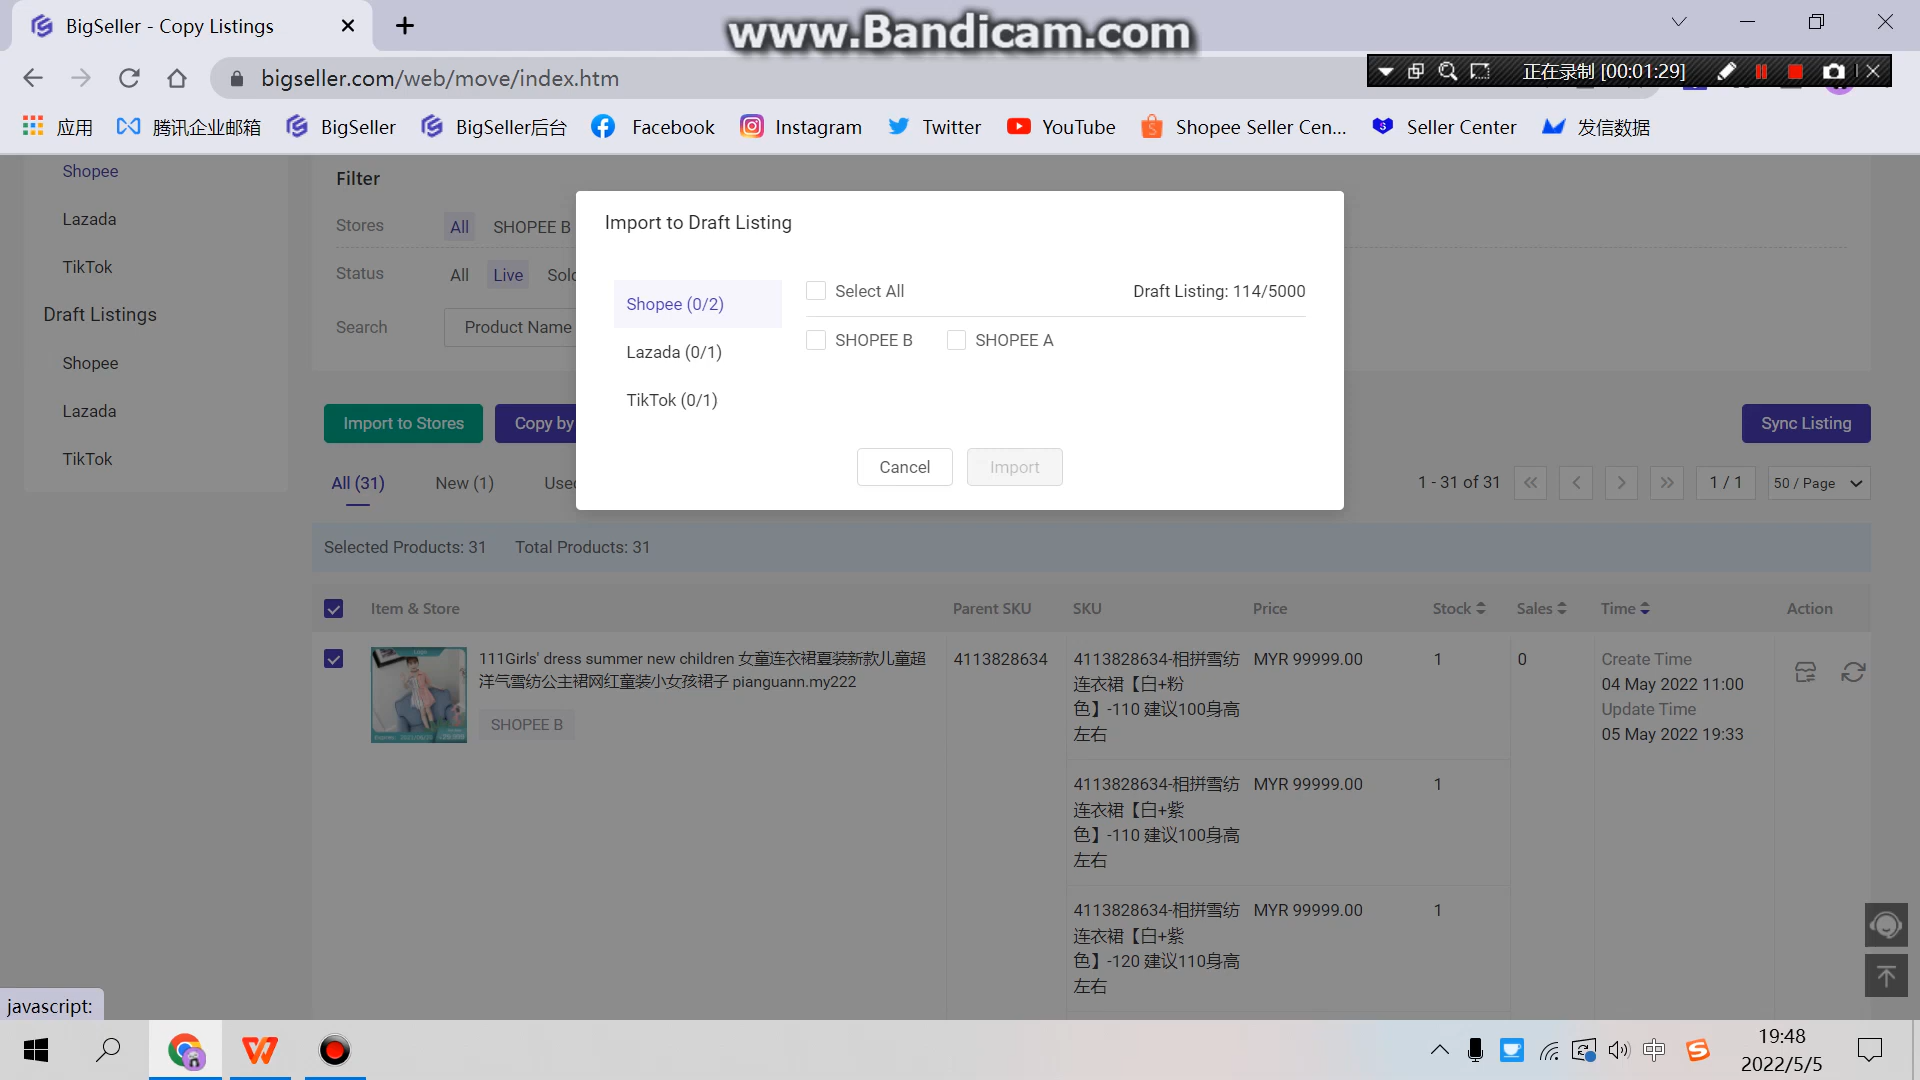 BigSeller - Copy Listings
www.Bandicam.com
bigseller.com/web/move/index.htm
正在录制 [00:01:29]
应用
腾讯企业邮箱
BigSeller
BigSeller后台
Facebook
Instagram
Twitter
YouTube
Shopee Seller Cen...
Seller Center
发信数据
Shopee
Lazada
TikTok
Draft Listings
Shopee
Lazada
TikTok
Filter
Stores
All
SHOPEE B
Status
All
Live
Search
Product Name
Import to Draft Listing
Shopee (0/2)
Lazada (0/1)
TikTok (0/1)
Select All
Draft Listing: 114/5000
SHOPEE B
SHOPEE A
Cancel
Import
Import to Stores
Copy by
Sync Listing
All (31)
New (1)
1 - 31 of 31
1 / 1
50 / Page
Selected Products: 31
Total Products: 31
Item & Store
Parent SKU
SKU
Price
Stock
Sales
Time
Action
111Girls' dress summer new children 女童连衣裙夏装新款儿童超
洋气雪纺公主裙网红童装小女孩裙子 pianguann.my222
SHOPEE B
4113828634
4113828634-相拼雪纺
连衣裙【白+粉
色】-110 建议100身高
左右
MYR 99999.00
1
0
Create Time
04 May 2022 11:00
Update Time
05 May 2022 19:33
4113828634-相拼雪纺
连衣裙【白+紫
色】-110 建议100身高
左右
MYR 99999.00
1
4113828634-相拼雪纺
连衣裙【白+紫
色】-120 建议110身高
左右
MYR 99999.00
1
javascript:
中
19:48
2022/5/5